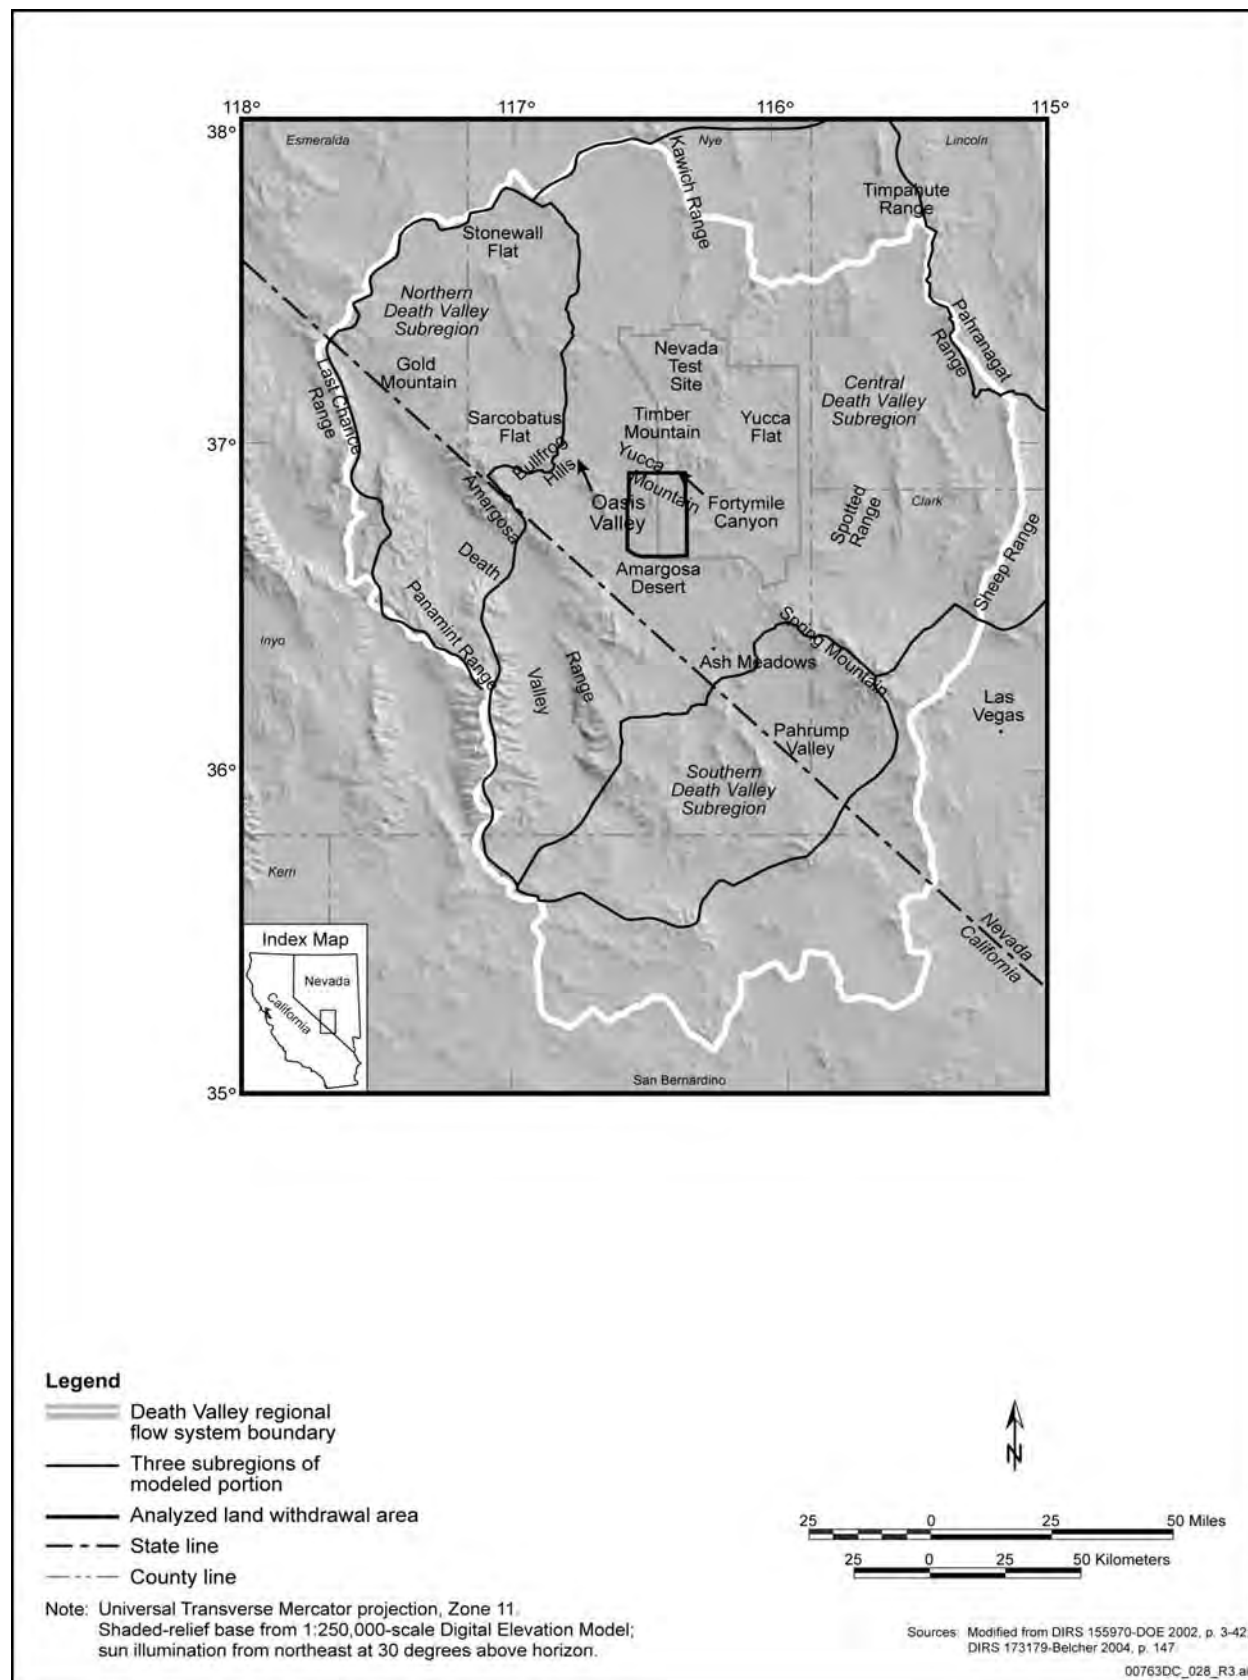 118°
117°
116°
115°
38°
Esmeralda
Nye
Lincoln
Kawich Range
Timpahute
Range
Stonewall
Flat
Northern
Death Valley
Subregion
Pahranagat
Range
Nevada
Test
Site
Gold
Mountain
Last Chance
Range
Central
Death Valley
Subregion
Sarcobatus
Flat
Timber
Mountain
Yucca
Flat
37°
Bullfrog
Hills
Yucca
Mountain
Amargosa
Oasis
Valley
Fortymile
Canyon
Spotted
Range
Clark
Death
Amargosa
Desert
Sheep Range
Panamint Range
Spring Mountain
Inyo
Range
Ash Meadows
Valley
Las
Vegas
Pahrump
Valley
36°
Southern
Death Valley
Subregion
Kern
Nevada
California
Index Map
Nevada
California
San Bernardino
35°
Legend
Death Valley regional
flow system boundary
Three subregions of
modeled portion
Analyzed land withdrawal area
State line
County line
N
25 0 25 50 Miles
25 0 25 50 Kilometers
Note: Universal Transverse Mercator projection, Zone 11.
Shaded-relief base from 1:250,000-scale Digital Elevation Model;
sun illumination from northeast at 30 degrees above horizon.
Sources: Modified from DIRS 155970-DOE 2002, p. 3-42;
DIRS 173179-Belcher 2004, p. 147.
00763DC_028_R3.ai